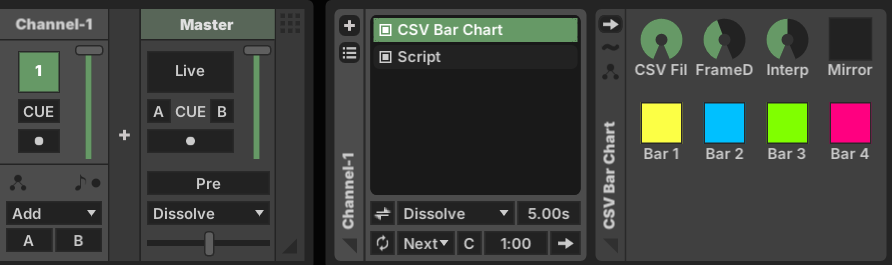 Channel-1
1
CUE
Add
A B
+
Master
Live
A CUE B
Pre
Dissolve
Channel-1
CSV Bar Chart
Script
Dissolve 5.00s
Next C 1:00
CSV Bar Chart
CSV Fil FrameD Interp Mirror
Bar 1 Bar 2 Bar 3 Bar 4